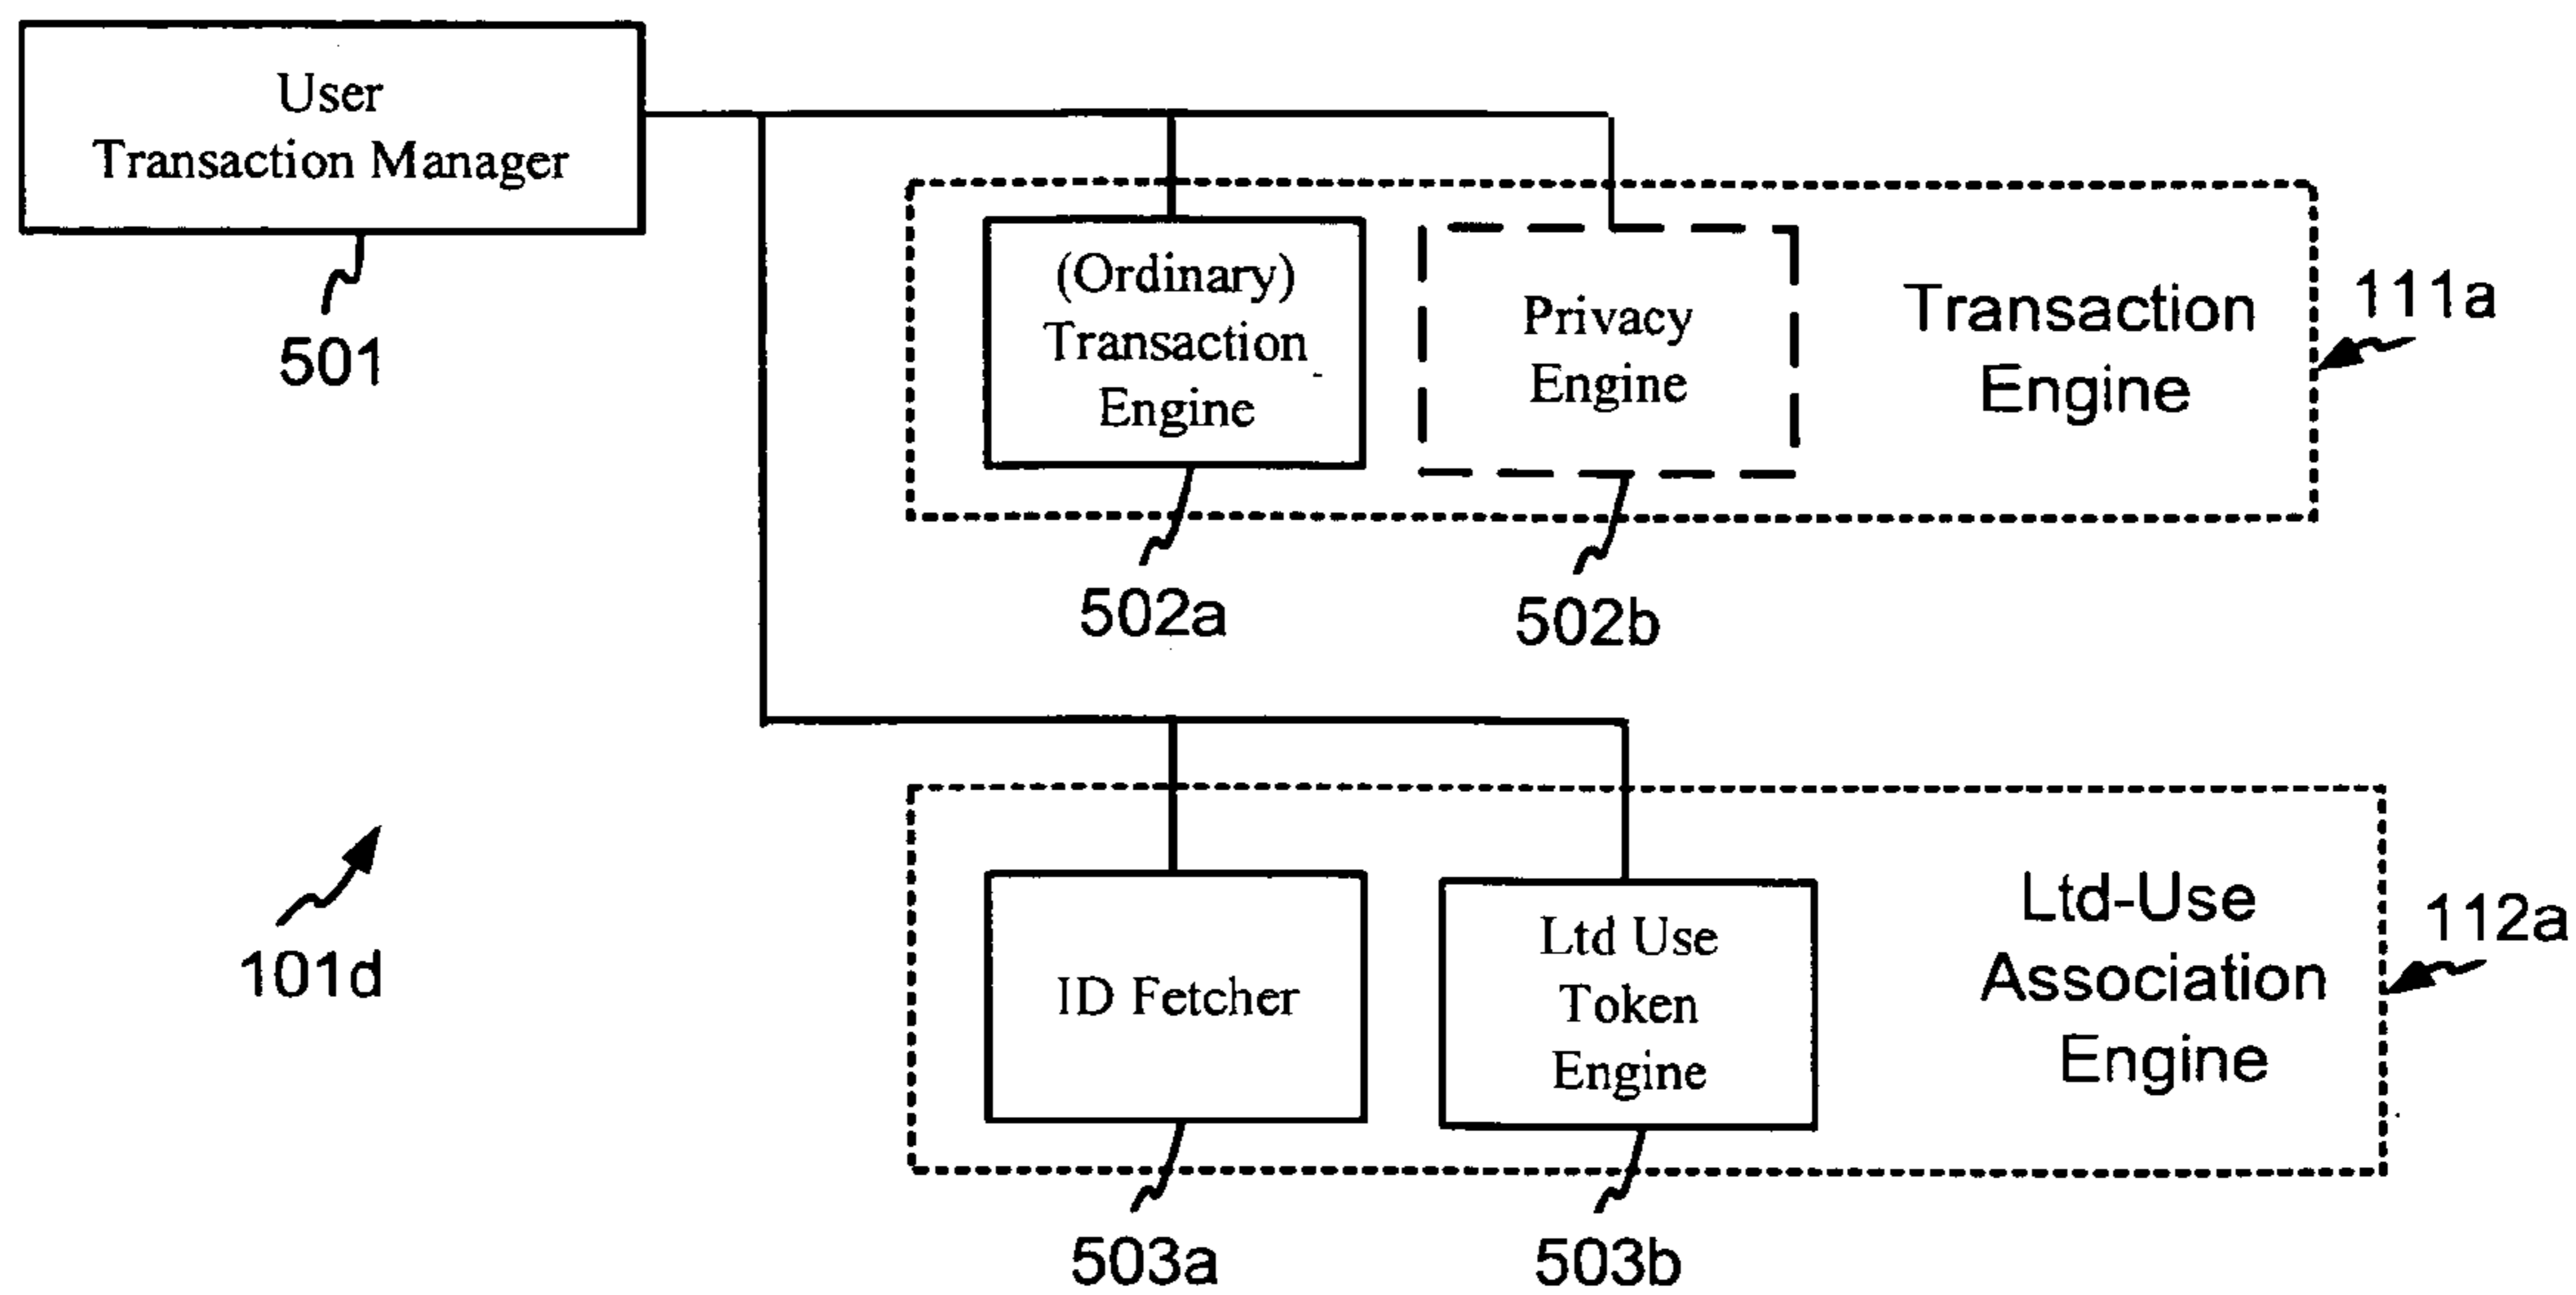 User
Transaction Manager
501
(Ordinary)
Transaction
Engine
502a
Privacy
Engine
502b
Transaction
Engine
111a
101d
ID Fetcher
503a
Ltd Use
Token
Engine
503b
Ltd-Use
Association
Engine
112a